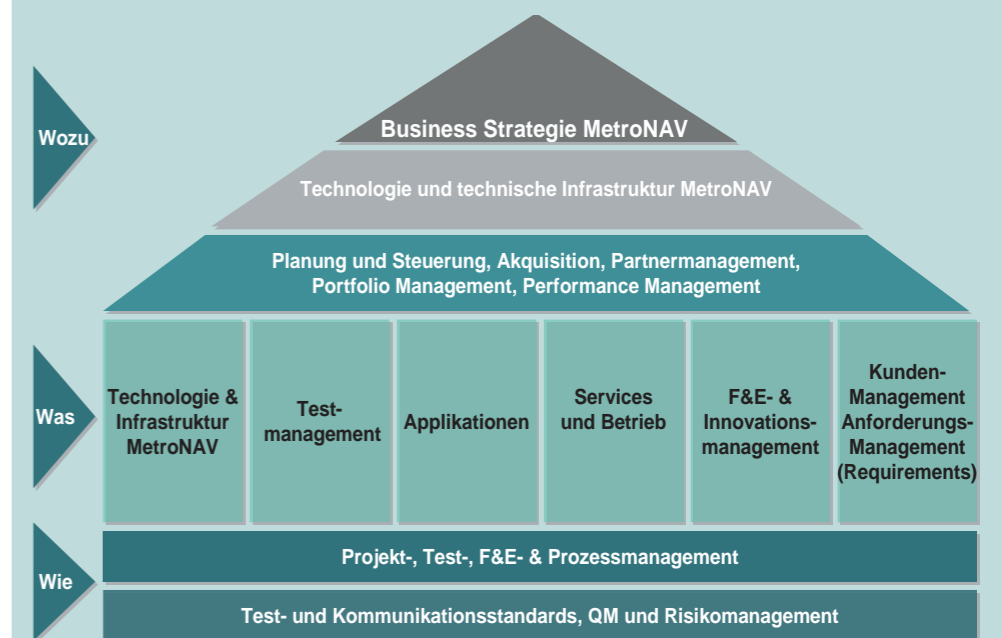 Wozu
Business Strategie MetroNAV
Technologie und technische Infrastruktur MetroNAV
Planung und Steuerung, Akquisition, Partnermanagement,
Portfolio Management, Performance Management
Was
Technologie &
Infrastruktur
MetroNAV
Test-
management
Applikationen
Services
und Betrieb
F&E- &
Innovations-
management
Kunden-
Management
Anforderungs-
Management
(Requirements)
Wie
Projekt-, Test-, F&E- & Prozessmanagement
Test- und Kommunikationsstandards, QM und Risikomanagement